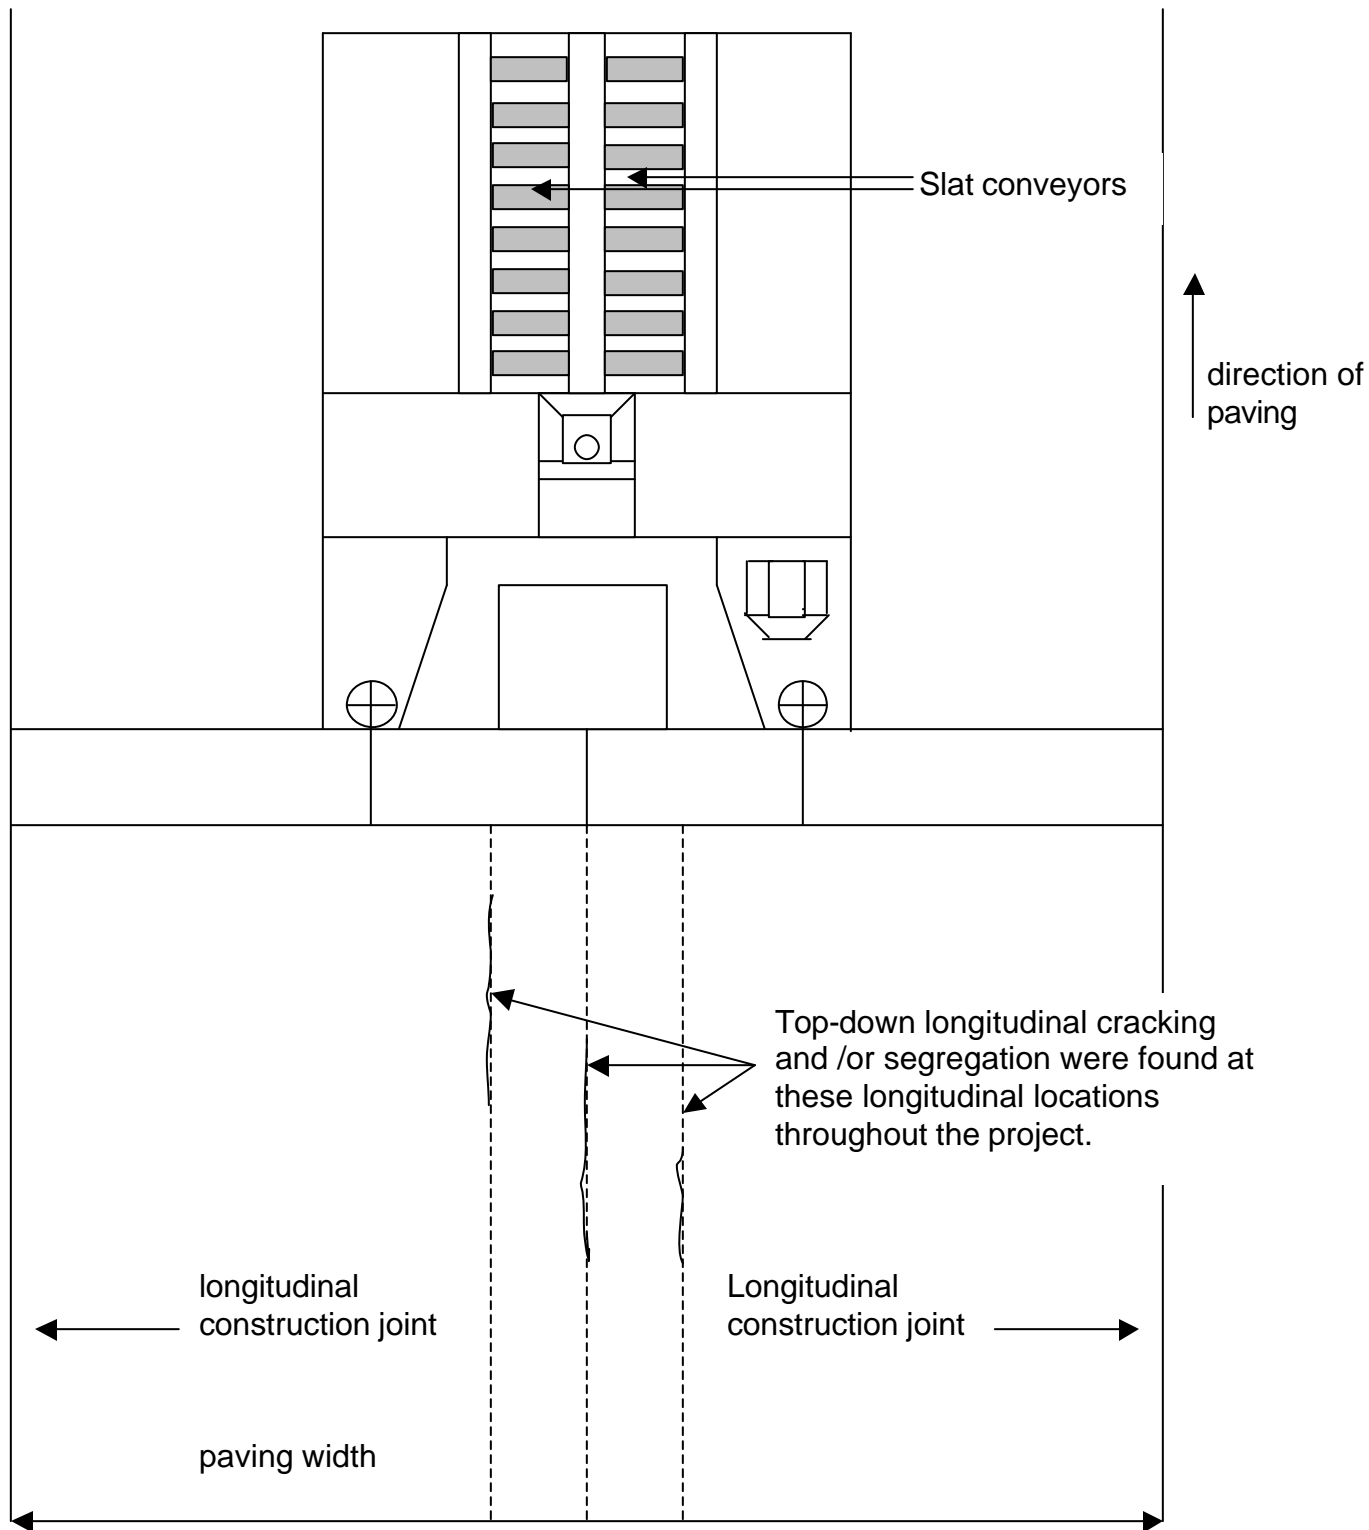 Slat conveyors
direction of
paving
Top-down longitudinal cracking
and /or segregation were found at
these longitudinal locations
throughout the project.
longitudinal
construction joint
Longitudinal
construction joint
paving width